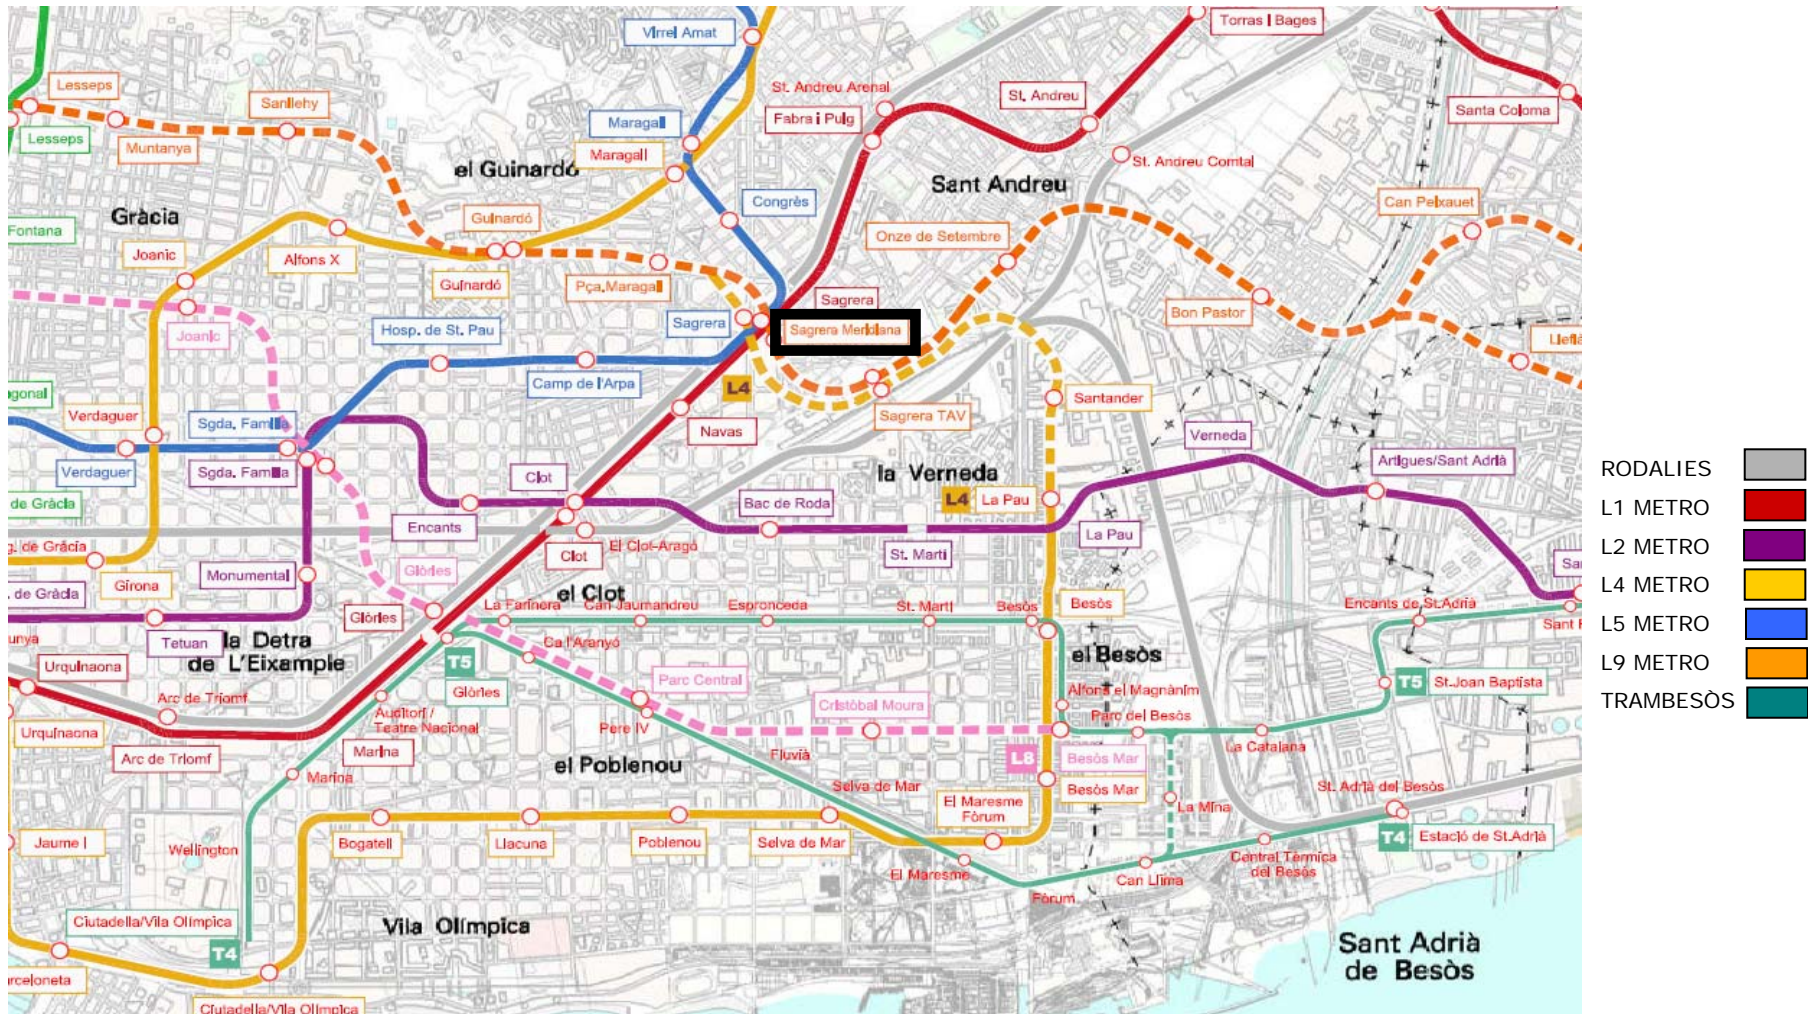 Virrei Amat
Torras I Bages
Lesseps
Sanllehy
St. Andreu Arenal
St. Andreu
Santa Coloma
Fabra i Puig
Maragall
Lesseps
Muntanya
Maragall
St. Andreu Comtal
el Guinardó
Sant Andreu
Congrès
Can Peixauet
Gràcia
Guinardó
Fontana
Onze de Setembre
Joanic
Alfons X
Guinardó
Pça.Maragall
Sagrera
Bon Pastor
Joanic
Hosp. de St. Pau
Sagrera
Sagrera Meridiana
Camp de l'Arpa
L4
Santander
Verdaguer
Sgda. Família
Navas
Sagrera TAV
Verneda
Verdaguer
Sgda. Família
Clot
la Verneda
Artigues/Sant Adrià
RODALIES
de Gràcia
Encants
Bac de Roda
L4
La Pau
L1 METRO
La Pau
El Clot-Aragó
Clot
St. Martí
L2 METRO
g. de Gràcia
Girona
Monumental
Glòries
L4 METRO
. de Gràcia
el Clot
Glòries
La Farinera
Can Jaumandreu
Espronceda
St. Martí
Besòs
Besòs
Encants de St.Adrià
L5 METRO
Tetuan
la Detra
de L'Eixample
Ca l'Aranyó
el Besòs
L9 METRO
Urquinaona
T5
Glòries
Parc Central
Alfons el Magnànim
T5
St.Joan Baptista
TRAMBESÒS
Arc de Triomf
Auditori /
Teatre Nacional
Pere IV
Cristòbal Moura
Parc del Besòs
Urquinaona
Arc de Triomf
Marina
Fluvià
L8
Besòs Mar
La Catalana
Marina
el Poblenou
Selva de Mar
Besòs Mar
St. Adrià del Besòs
El Maresme
Fòrum
La Mina
Jaume I
Wellington
Bogatell
Llacuna
Poblenou
Selva de Mar
T4
Estació de St.Adrià
El Maresme
Can Llima
Central Tèrmica
del Besòs
Fòrum
Ciutadella/Vila Olímpica
T4
Vila Olímpica
Sant Adrià
de Besòs
arceloneta
Ciutadella/Vila Olímpica